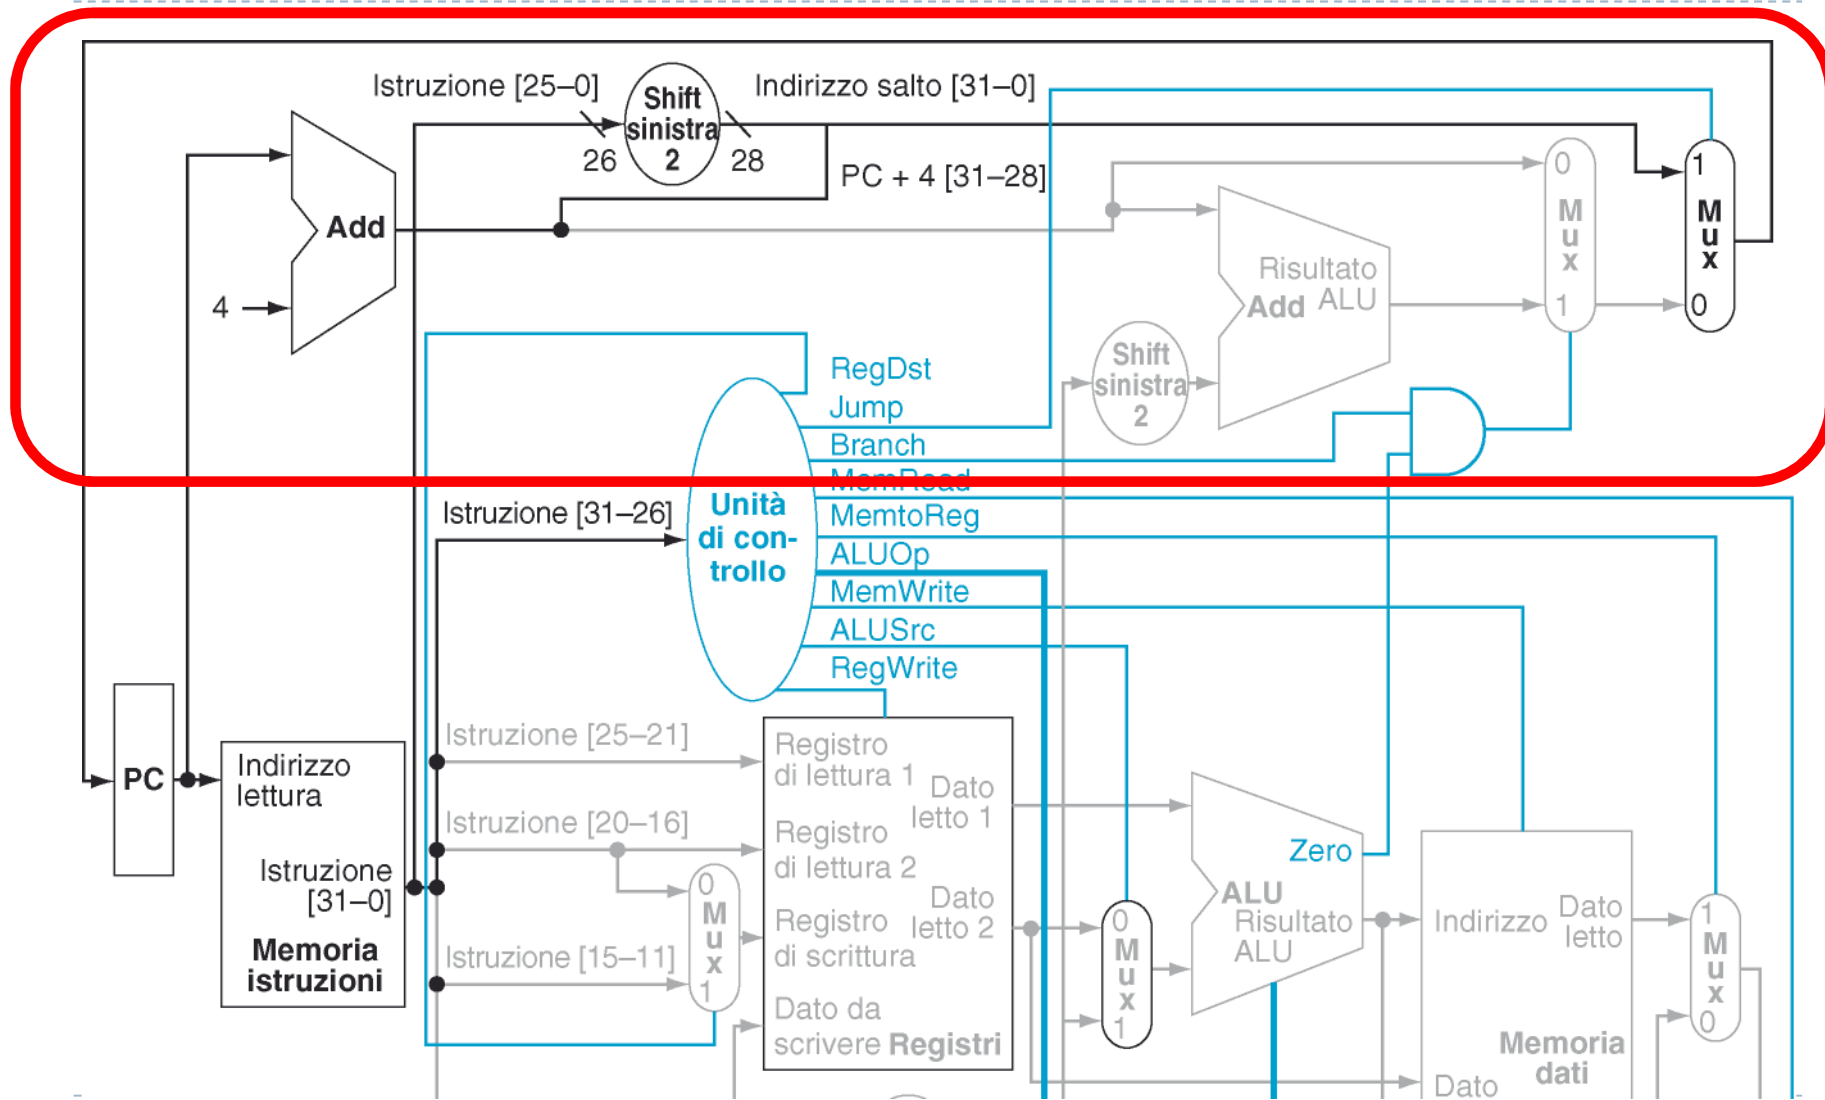 Istruzione [25–0]
Shift
sinistra
2
26
28
Indirizzo salto [31–0]
PC + 4 [31–28]
Add
4
0
M
u
x
1
1
M
u
x
0
Risultato
Add ALU
Shift
sinistra
2
RegDst
Jump
Branch
MemRead
MemtoReg
ALUOp
MemWrite
ALUSrc
RegWrite
Istruzione [31–26]
Unità
di con-
trollo
PC
Indirizzo
lettura
Istruzione
[31–0]
Memoria
istruzioni
Istruzione [25–21]
Istruzione [20–16]
Istruzione [15–11]
0
M
u
x
1
Registro
di lettura 1
Registro
di lettura 2
Registro
di scrittura
Dato da
scrivere Registri
Dato
letto 1
Dato
letto 2
0
M
u
x
1
Zero
ALU
Risultato
ALU
Indirizzo
Dato
letto
Memoria
dati
Dato
1
M
u
x
0